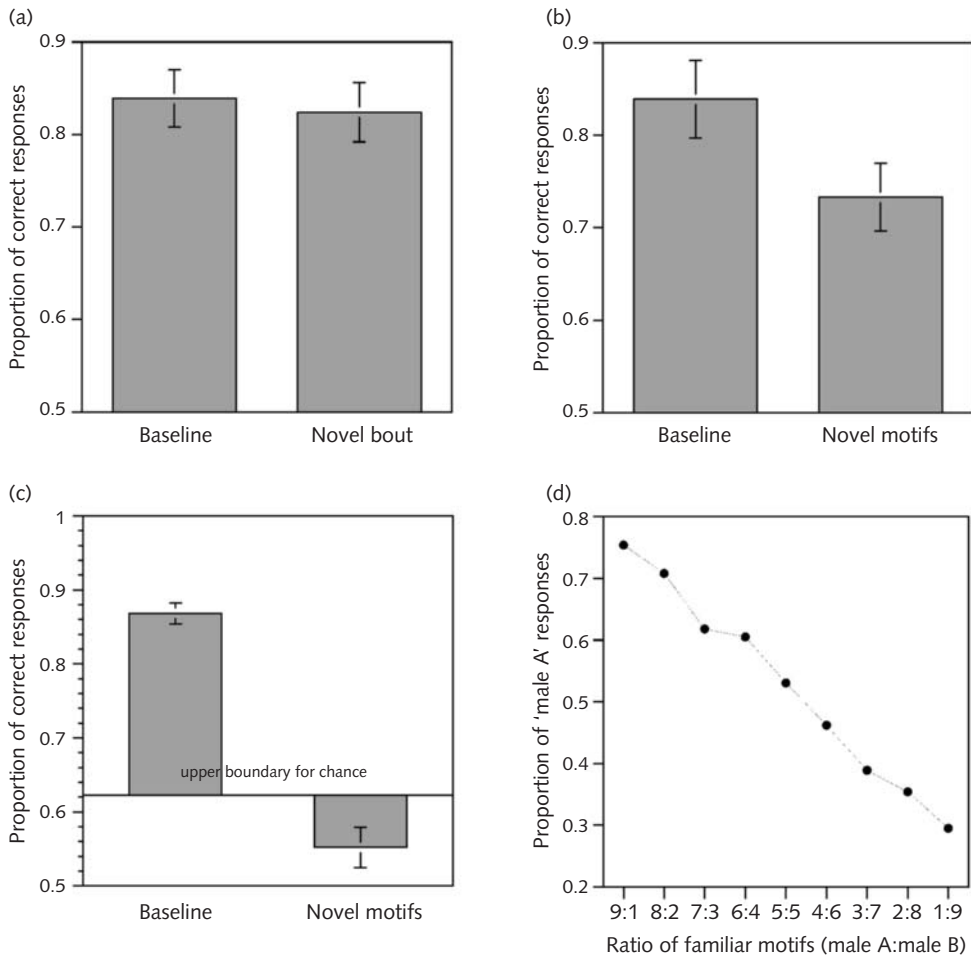 (a)
Proportion of correct responses
0.9
0.8
0.7
0.6
0.5
Baseline
Novel bout
(b)
Proportion of correct responses
0.9
0.8
0.7
0.6
0.5
Baseline
Novel motifs
(c)
Proportion of correct responses
1
0.9
0.8
0.7
0.6
0.5
upper boundary for chance
Baseline
Novel motifs
(d)
Proportion of ‘male A’ responses
0.8
0.7
0.6
0.5
0.4
0.3
0.2
9:1 8:2 7:3 6:4 5:5 4:6 3:7 2:8 1:9
Ratio of familiar motifs (male A:male B)